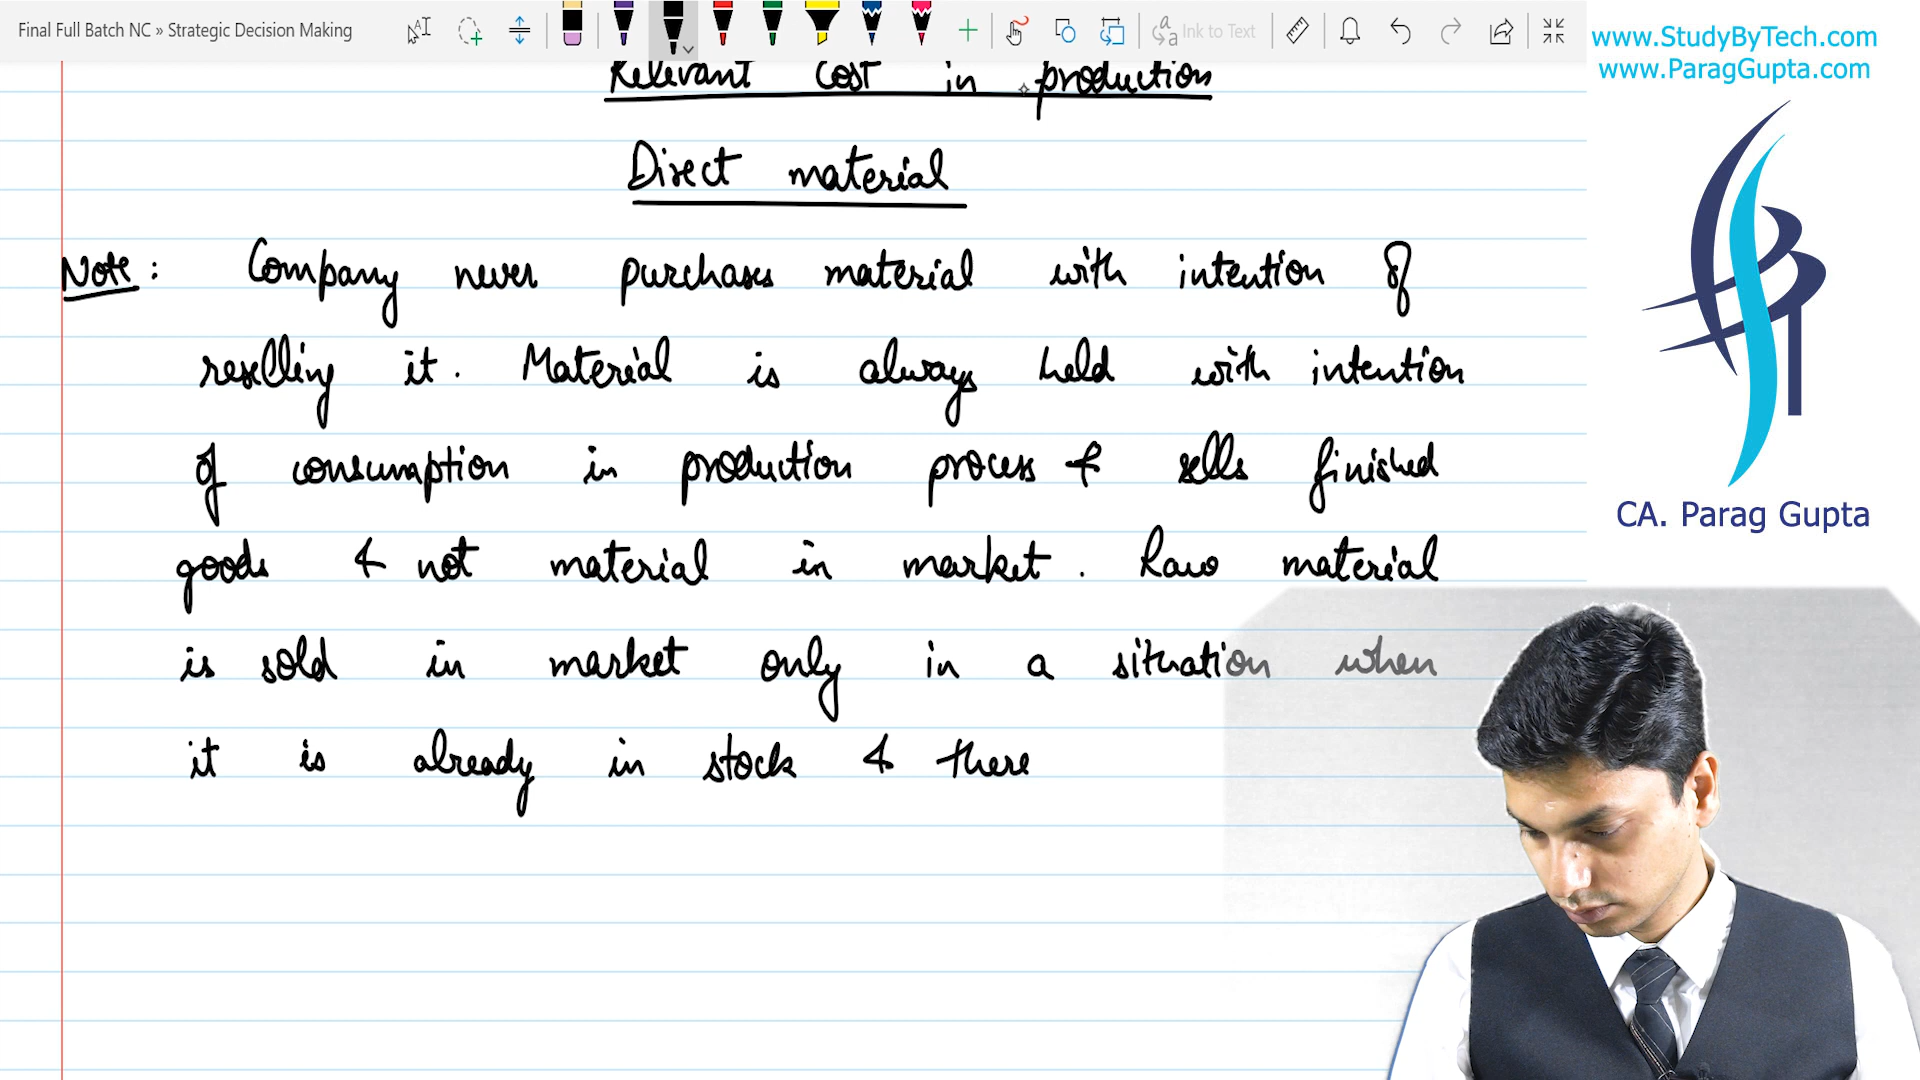 Final Full Batch NC » Strategic Decision Making
Ink to Text
www.StudyByTech.com
www.ParagGupta.com
Relevant cost in production
Direct material
Note: Company never purchases material with intention of
reselling it. Material is always held with intention
of consumption in production process & sells finished
goods & not material in market. Raw material
is sold in market only in a situation when
it is already in stock & there
CA. Parag Gupta